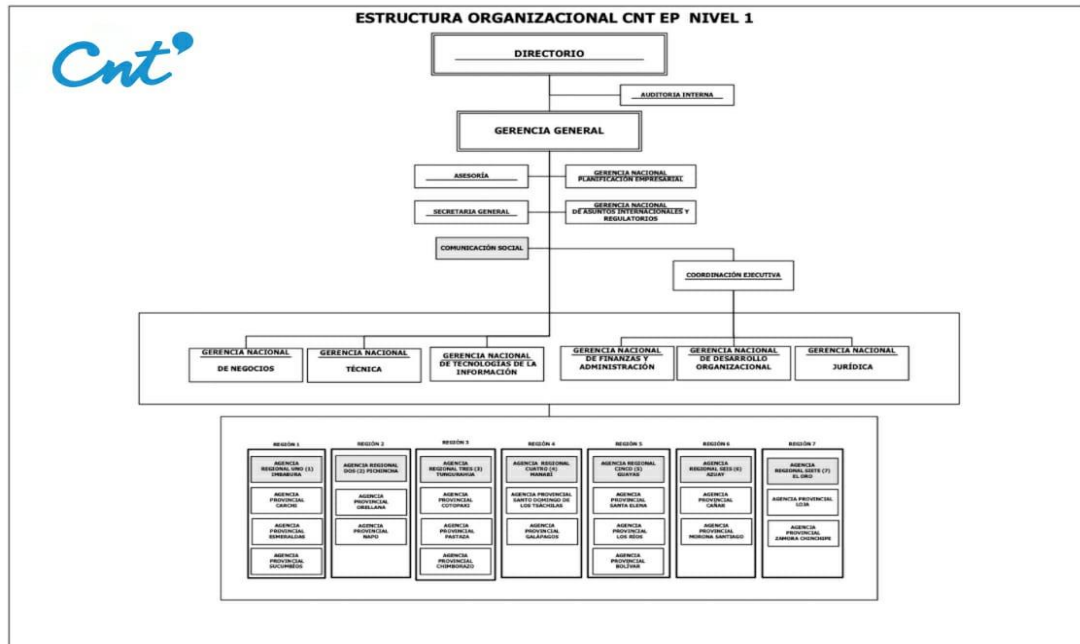 ESTRUCTURA ORGANIZACIONAL CNT EP NIVEL 1
Cnt
DIRECTORIO
AUDITORIA INTERNA
GERENCIA GENERAL
ASESORÍA
GERENCIA NACIONAL
PLANIFICACIÓN EMPRESARIAL
SECRETARIA GENERAL
GERENCIA NACIONAL
DE ASUNTOS INTERNACIONALES Y
REGULATORIOS
COMUNICACIÓN SOCIAL
COORDINACIÓN EJECUTIVA
GERENCIA NACIONAL
DE NEGOCIOS
GERENCIA NACIONAL
TÉCNICA
GERENCIA NACIONAL
DE TECNOLOGÍAS DE LA
INFORMACIÓN
GERENCIA NACIONAL
DE FINANZAS Y
ADMINISTRACIÓN
GERENCIA NACIONAL
DE DESARROLLO
ORGANIZACIONAL
GERENCIA NACIONAL
JURÍDICA
REGIÓN 1
AGENCIA
REGIONAL UNO (1)
IMBABURA
AGENCIA
PROVINCIAL
CARCHI
AGENCIA
PROVINCIAL
ESMERALDAS
AGENCIA
PROVINCIAL
SUCUMBÍOS
REGIÓN 2
AGENCIA REGIONAL
DOS (2) PICHINCHA
AGENCIA
PROVINCIAL
ORELLANA
AGENCIA
PROVINCIAL
NAPO
REGIÓN 3
AGENCIA
REGIONAL TRES (3)
TUNGURAHUA
AGENCIA
PROVINCIAL
COTOPAXI
AGENCIA
PROVINCIAL
PASTAZA
AGENCIA
PROVINCIAL
CHIMBORAZO
REGIÓN 4
AGENCIA REGIONAL
CUATRO (4)
MANABÍ
AGENCIA PROVINCIAL
SANTO DOMINGO DE
LOS TSÁCHILAS
AGENCIA
PROVINCIAL
GALÁPAGOS
REGIÓN 5
AGENCIA REGIONAL
CINCO (5)
GUAYAS
AGENCIA
PROVINCIAL
SANTA ELENA
AGENCIA
PROVINCIAL
LOS RÍOS
AGENCIA
PROVINCIAL
BOLÍVAR
REGIÓN 6
AGENCIA
REGIONAL SEIS (6)
AZUAY
AGENCIA
PROVINCIAL
CAÑAR
AGENCIA
PROVINCIAL
MORONA SANTIAGO
REGIÓN 7
AGENCIA
REGIONAL SIETE (7)
EL ORO
AGENCIA PROVINCIAL
LOJA
AGENCIA
PROVINCIAL
ZAMORA CHINCHIPE